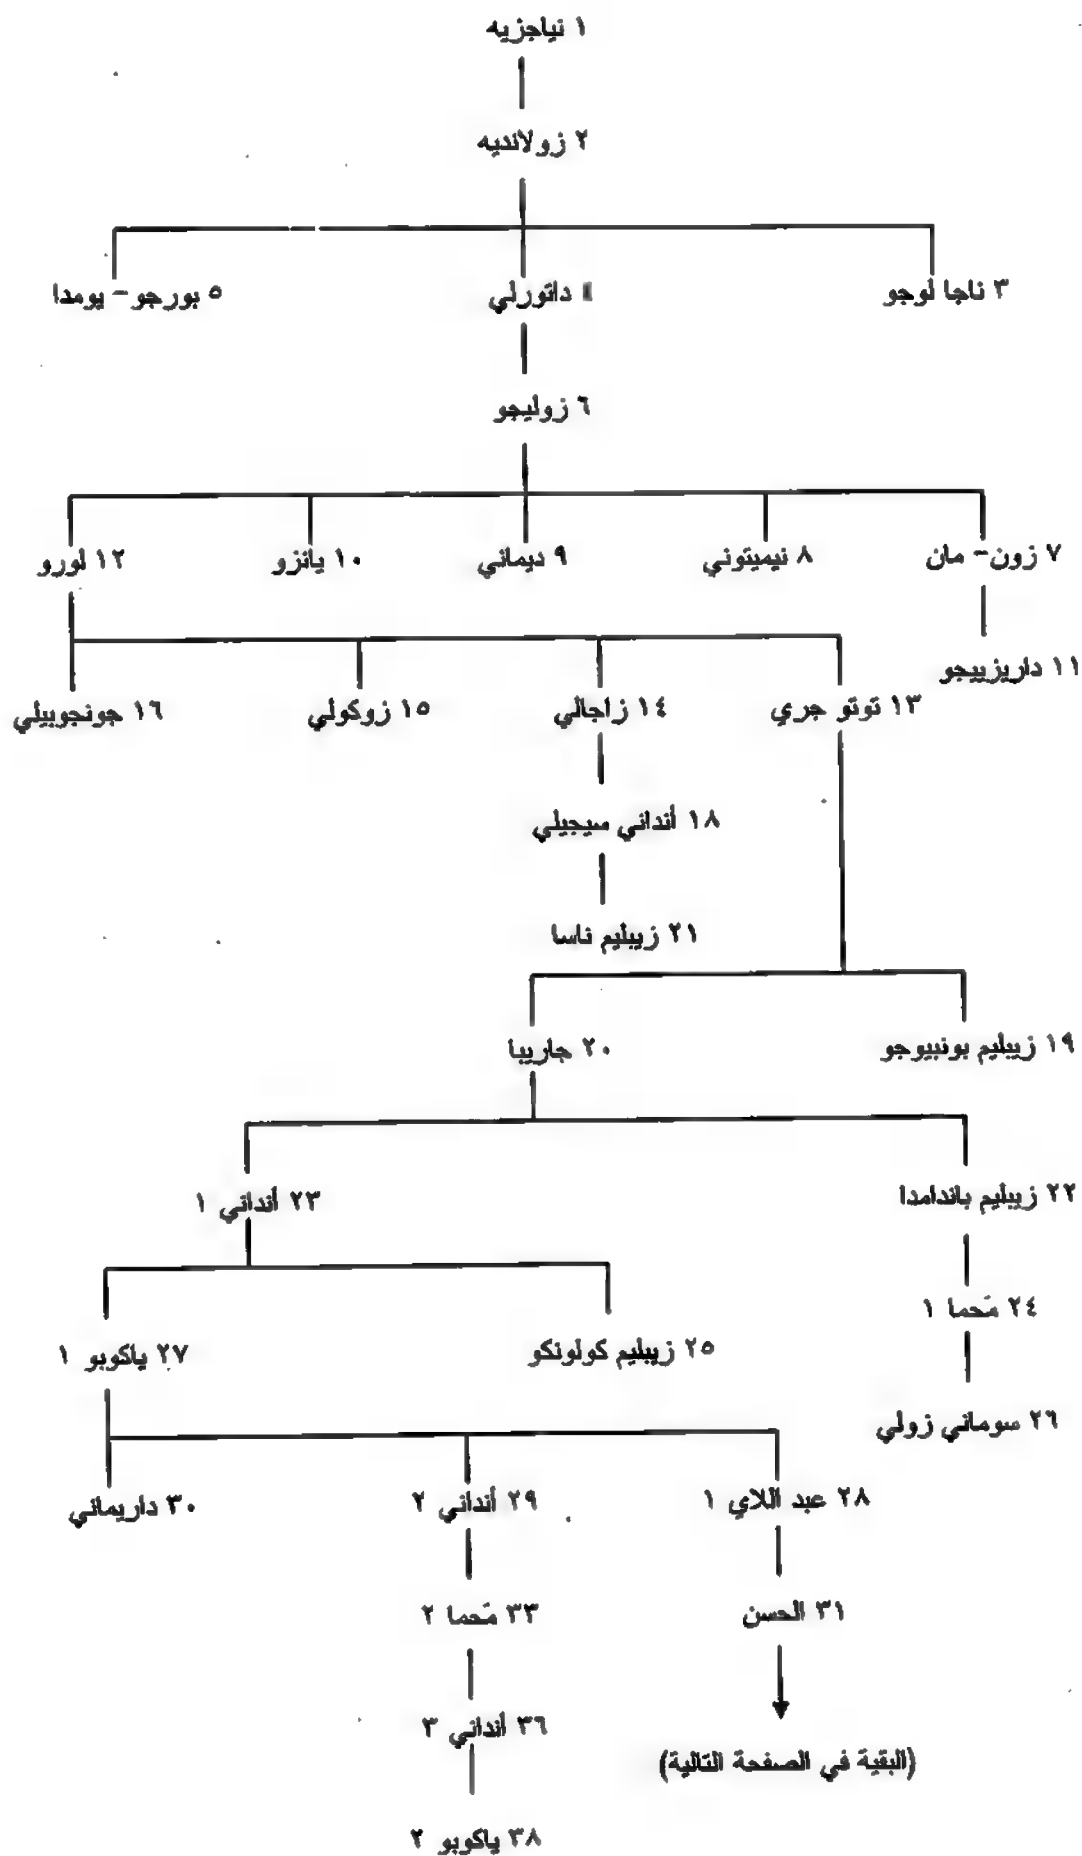 ١ نياجزيه
٢ زولانديه
٣ ناجا لوجو
٤ داتورلي
٥ بورجو- يومدا
٦ زوليجو
٧ زون- مان
٨ نيميتوني
٩ ديماني
١٠ يانزو
١٢ لورو
١١ داريزييجو
١٣ توتو جري
١٤ زاجالي
١٥ زوكولي
١٦ جونجوبيلي
١٨ أنداني سيجيلي
٢١ زيبليم ناسا
١٩ زيبليم بونبيوجو
٢٠ جاريبا
٢٢ زيبليم باندامدا
٢٣ أنداني ١
٢٤ مّحما ١
٢٥ زيبليم كولونكو
٢٧ ياكوبو ١
٢٦ سوماني زولي
٢٨ عبد اللاي ١
٢٩ أنداني ٢
٣٠ داريماني
٣١ الحسن
٣٣ مّحما ٢
٣٦ أنداني ٣
(البقية في الصفحة التالية)
٣٨ ياكوبو ٢